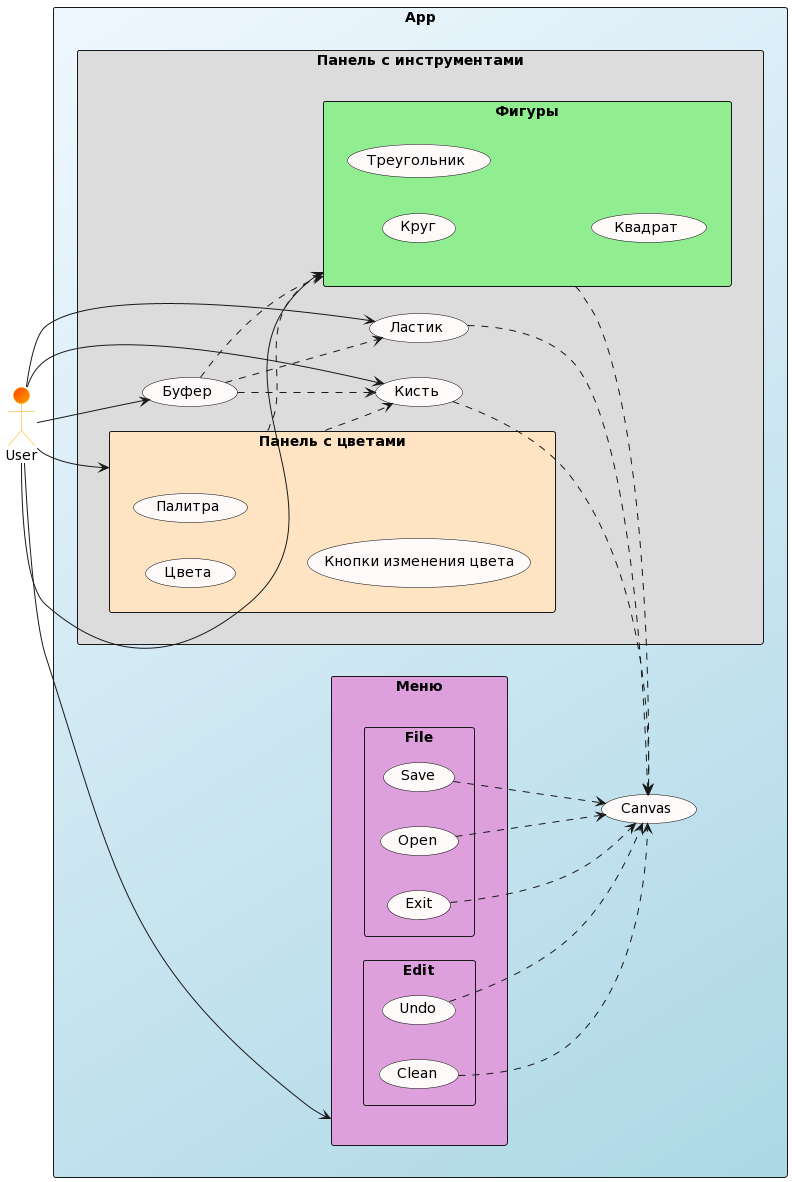 App
Панель с инструментами
Фигуры
Треугольник
Круг
Квадрат
Ластик
Буфер
Кисть
User
Панель с цветами
Палитра
Кнопки изменения цвета
Цвета
Меню
File
Save
Canvas
Open
Exit
Edit
Undo
Clean